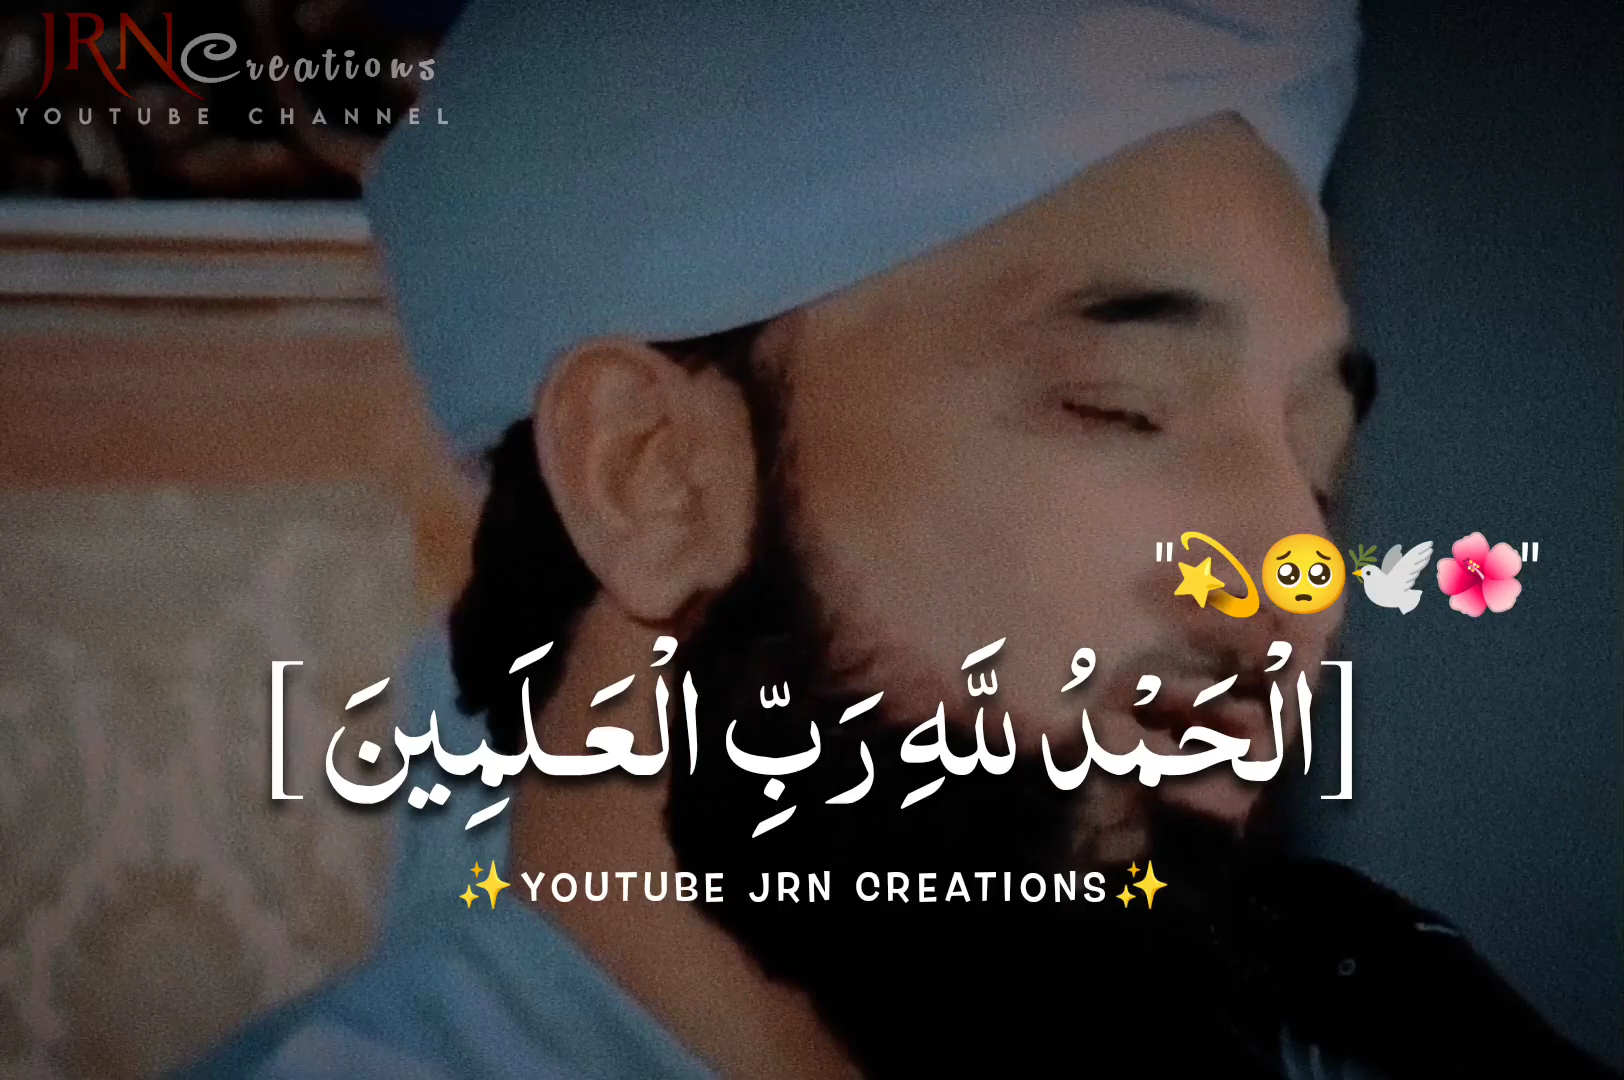 JRN Creations
YOUTUBE CHANNEL
"💫🥺🕊️🌺"
[الْحَمْدُ لِلَّهِ رَبِّ الْعَلَمِينَ]
✨YOUTUBE JRN CREATIONS✨